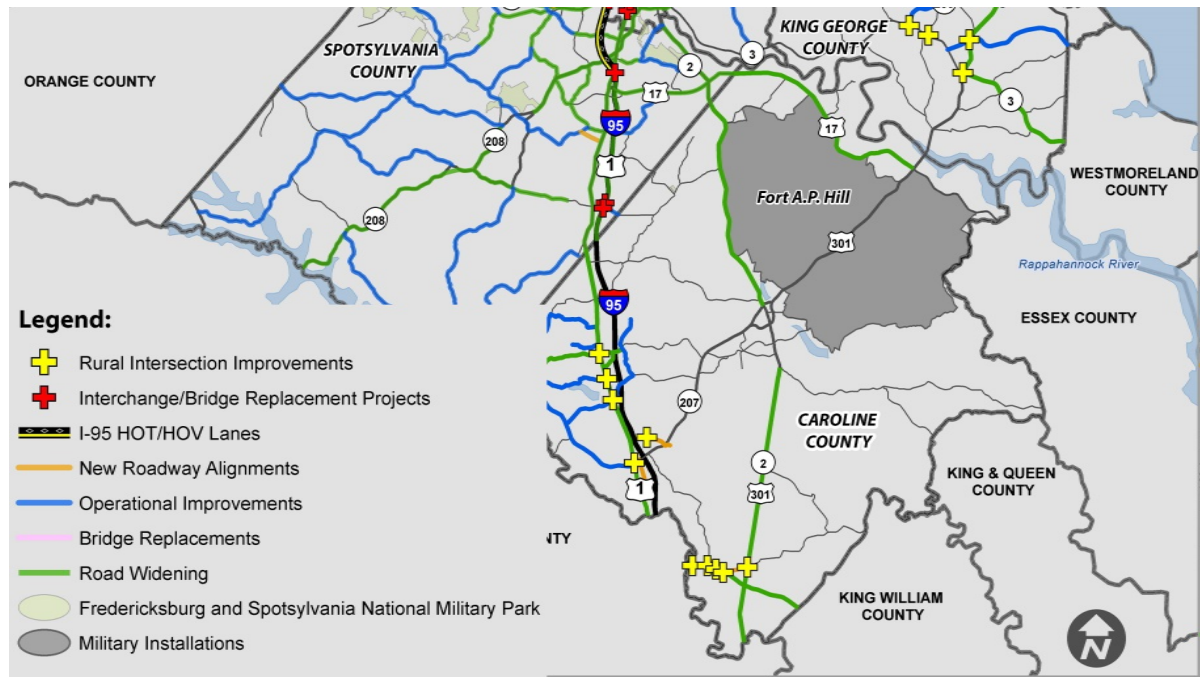 SPOTSYLVANIA
COUNTY
KING GEORGE
COUNTY
ORANGE COUNTY
3
2
17
3
95
17
208
1
WESTMORELAND
COUNTY
Fort A.P. Hill
208
301
Rappahannock River
95
ESSEX COUNTY
Legend:
Rural Intersection Improvements
Interchange/Bridge Replacement Projects
I-95 HOT/HOV Lanes
New Roadway Alignments
Operational Improvements
Bridge Replacements
Road Widening
Fredericksburg and Spotsylvania National Military Park
Military Installations
207
CAROLINE
COUNTY
2
301
1
KING & QUEEN
COUNTY
NTY
KING WILLIAM
COUNTY
N